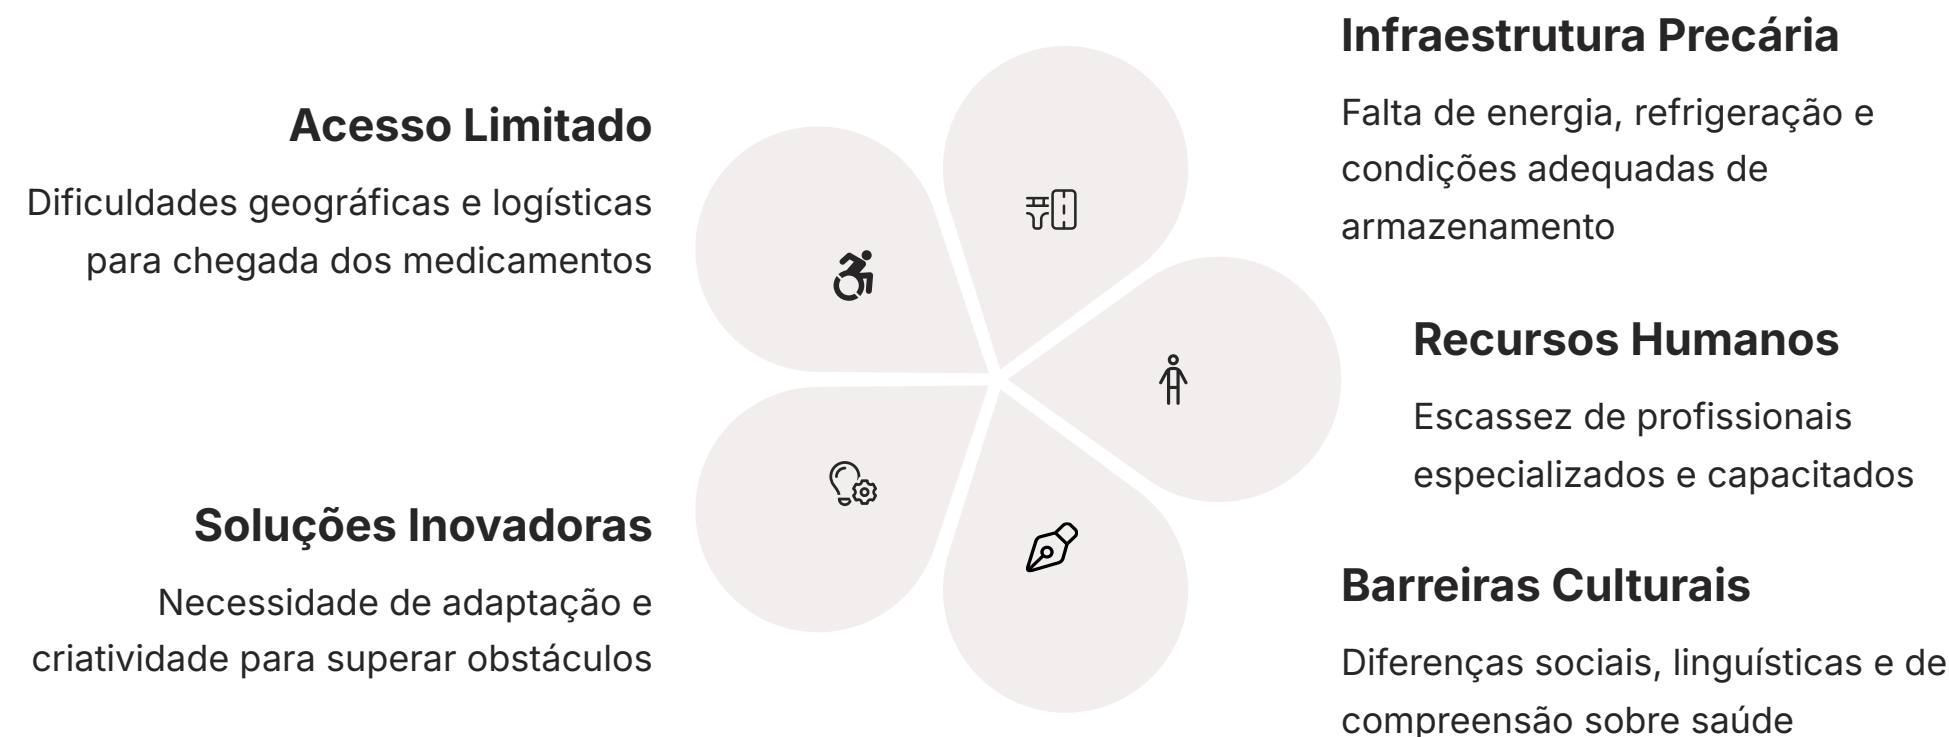 Acesso Limitado
Dificuldades geográficas e logísticas
para chegada dos medicamentos
Infraestrutura Precária
Falta de energia, refrigeração e
condições adequadas de
armazenamento
Recursos Humanos
Escassez de profissionais
especializados e capacitados
Barreiras Culturais
Diferenças sociais, linguísticas e de
compreensão sobre saúde
Soluções Inovadoras
Necessidade de adaptação e
criatividade para superar obstáculos